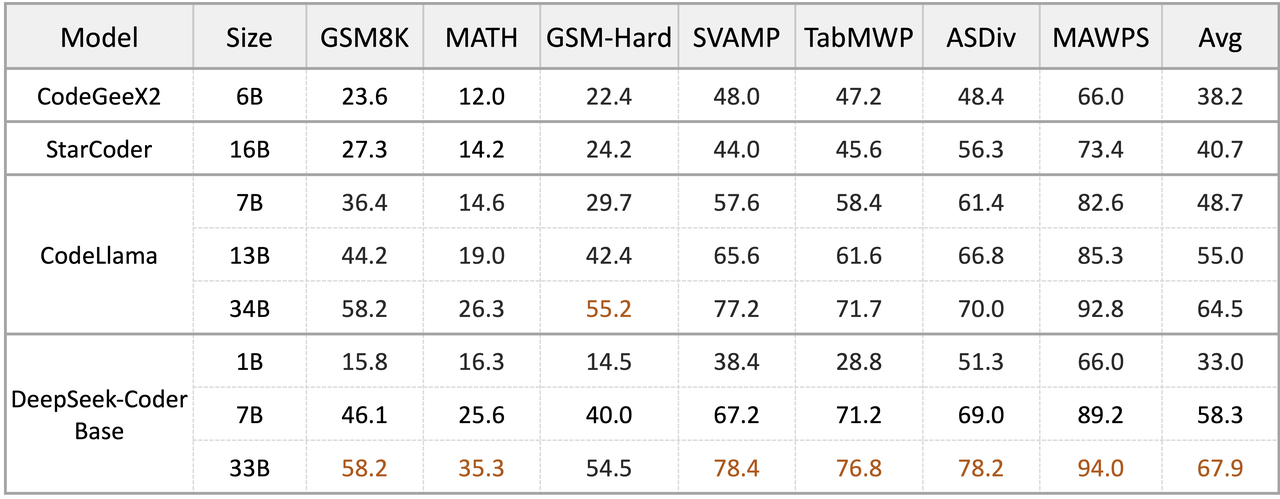 Model Size GSM8K MATH GSM-Hard SVAMP TabMWP ASDiv MAWPS Avg
CodeGeeX2 6B 23.6 12.0 22.4 48.0 47.2 48.4 66.0 38.2
StarCoder 16B 27.3 14.2 24.2 44.0 45.6 56.3 73.4 40.7
CodeLlama
7B 36.4 14.6 29.7 57.6 58.4 61.4 82.6 48.7
13B 44.2 19.0 42.4 65.6 61.6 66.8 85.3 55.0
34B 58.2 26.3 55.2 77.2 71.7 70.0 92.8 64.5
DeepSeek-Coder
Base
1B 15.8 16.3 14.5 38.4 28.8 51.3 66.0 33.0
7B 46.1 25.6 40.0 67.2 71.2 69.0 89.2 58.3
33B 58.2 35.3 54.5 78.4 76.8 78.2 94.0 67.9